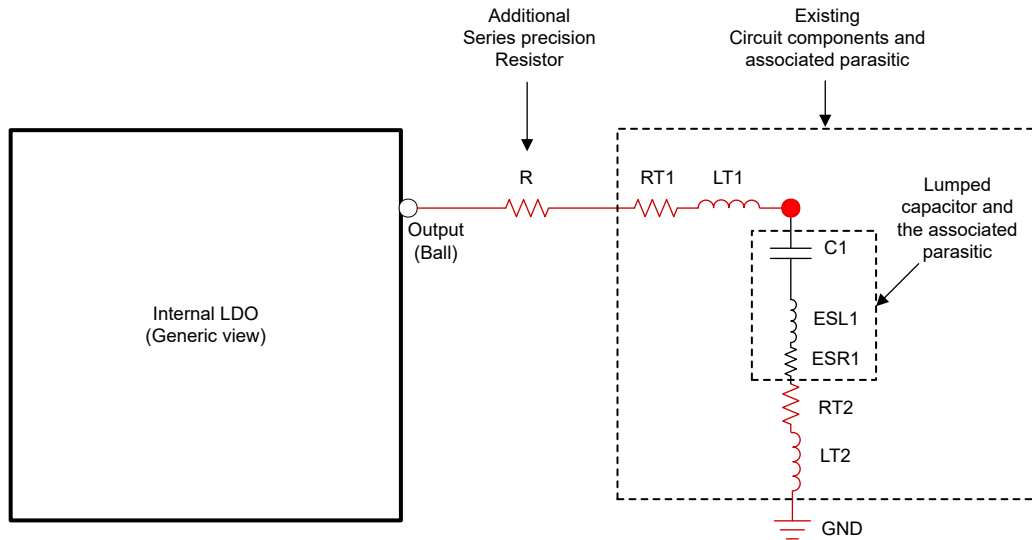 Additional
Series precision
Resistor
Existing
Circuit components and
associated parasitic
R
RT1
LT1
Lumped
capacitor and
the associated
parasitic
Output
(Ball)
C1
Internal LDO
(Generic view)
ESL1
ESR1
RT2
LT2
GND